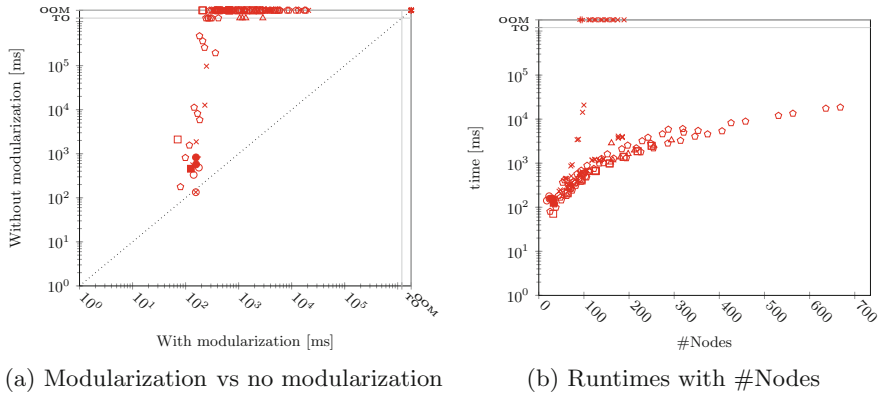 OOM
TO
10^5
10^4
10^3
10^2
10^1
10^0
Without modularization [ms]
10^0
10^1
10^2
10^3
10^4
10^5
TO
OOM
With modularization [ms]
(a) Modularization vs no modularization
OOM
TO
10^5
10^4
10^3
10^2
10^1
10^0
time [ms]
0
100
200
300
400
500
600
700
#Nodes
(b) Runtimes with #Nodes